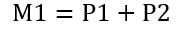 M1 = P1 + P2